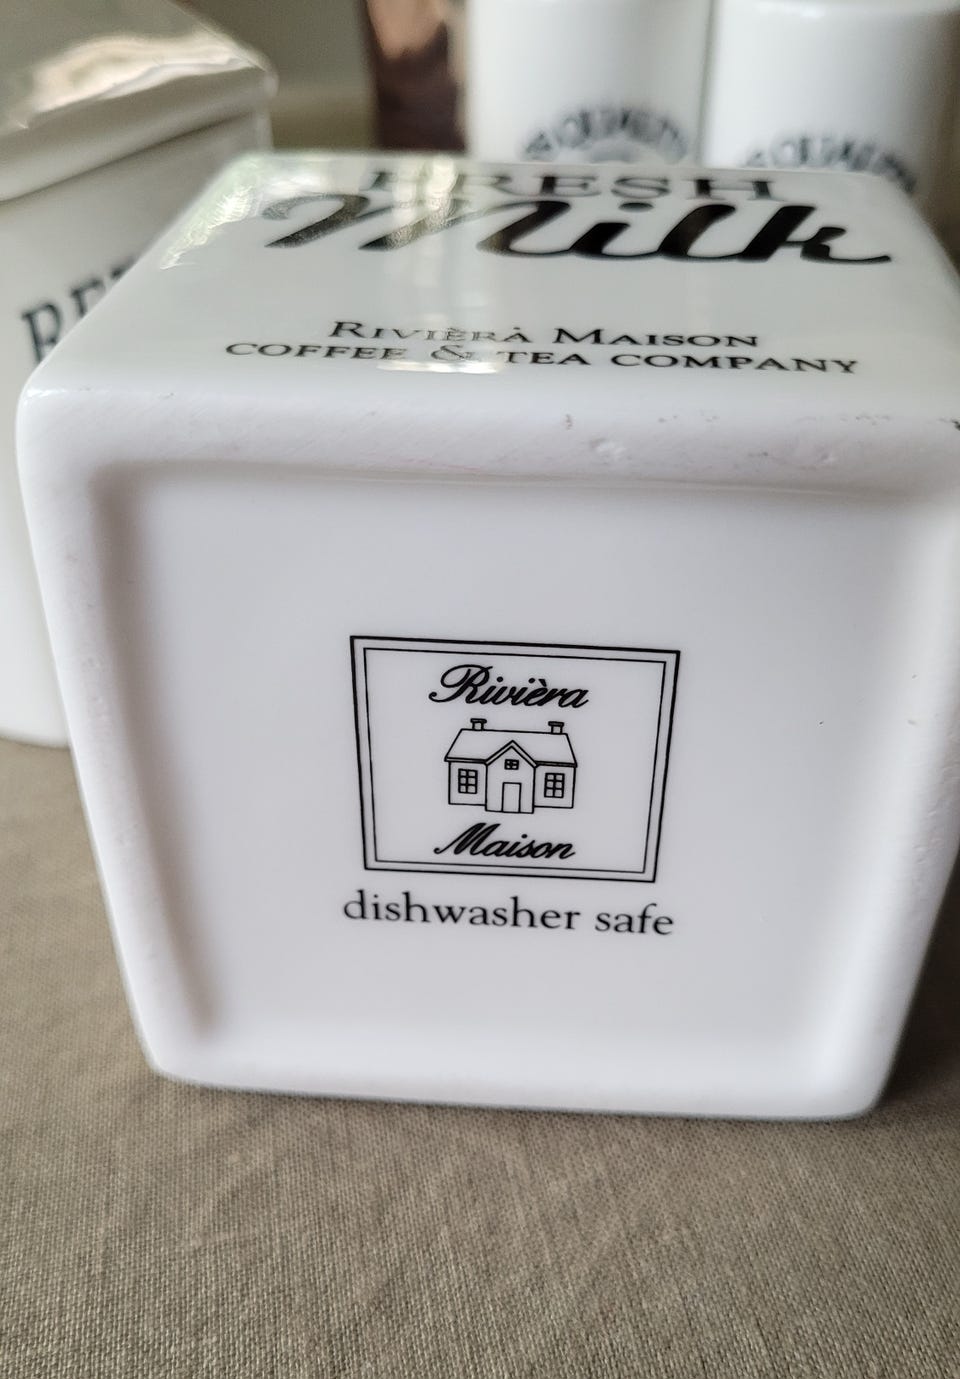 FRESH
Milk
Rivièrà Maison
COFFEE & TEA COMPANY
Rivièra
Maison
dishwasher safe